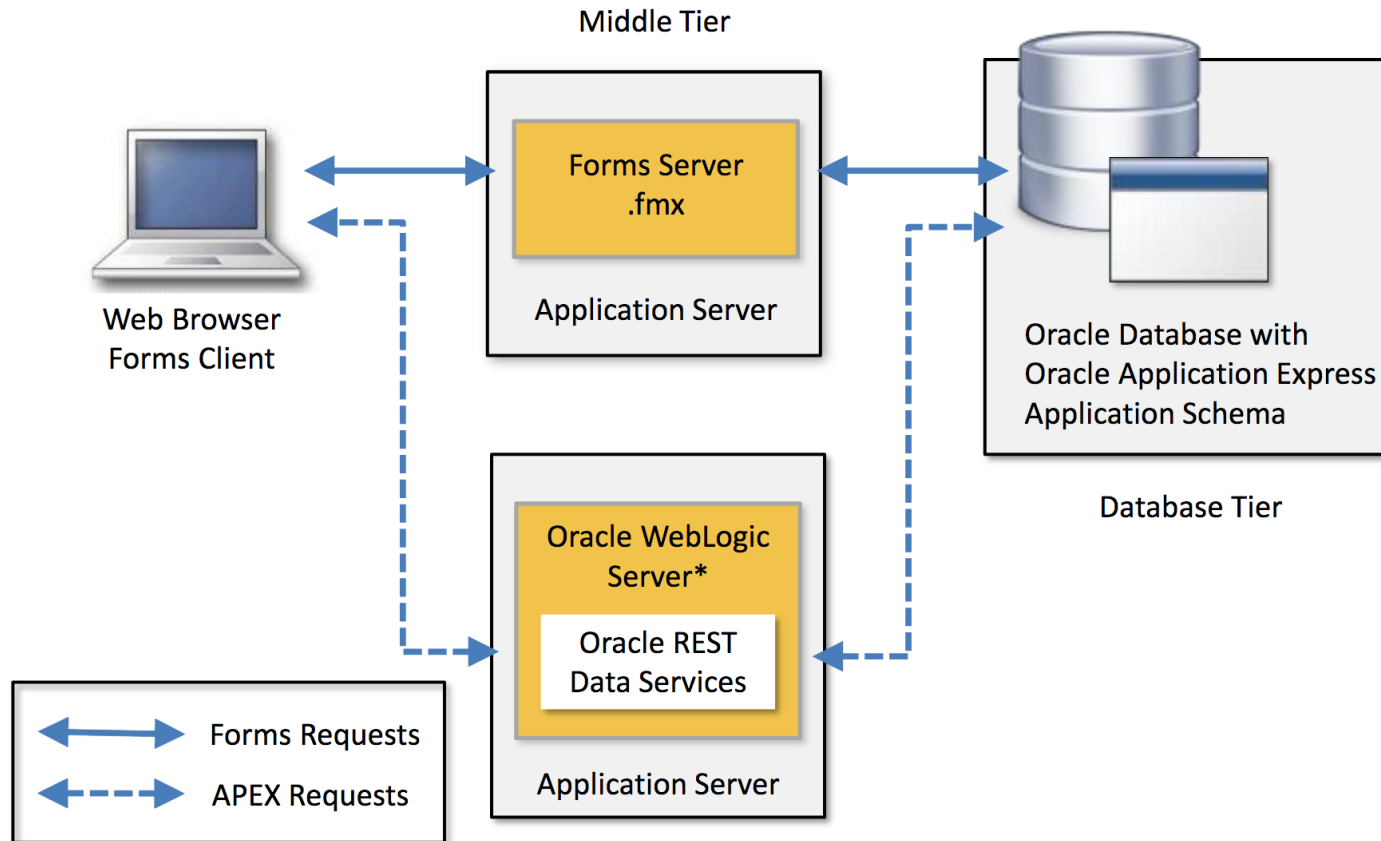 Middle Tier
Forms Server
.fmx
Application Server
Web Browser
Forms Client
Oracle Database with
Oracle Application Express
Application Schema
Database Tier
Oracle WebLogic
Server*
Oracle REST
Data Services
Application Server
Forms Requests
APEX Requests